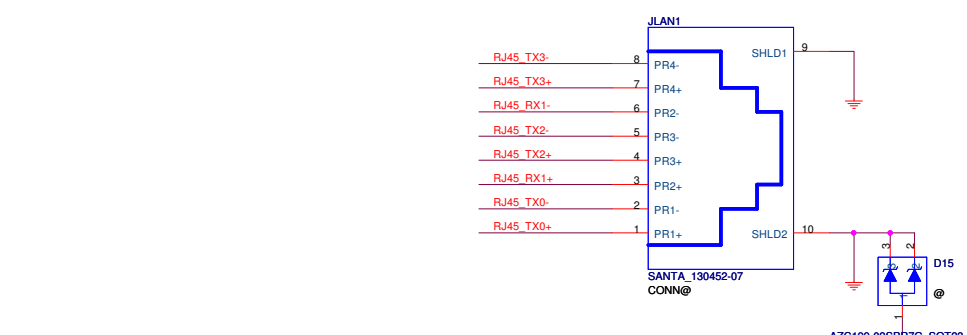 JLAN1
RJ45_TX3- 8 PR4- SHLD1 9
RJ45_TX3+ 7 PR4+
RJ45_RX1- 6 PR2-
RJ45_TX2- 5 PR3-
RJ45_TX2+ 4 PR3+
RJ45_RX1+ 3 PR2+
RJ45_TX0- 2 PR1-
RJ45_TX0+ 1 PR1+ SHLD2 10
3 2
D15
SANTA_130452-07
CONN@
@
1